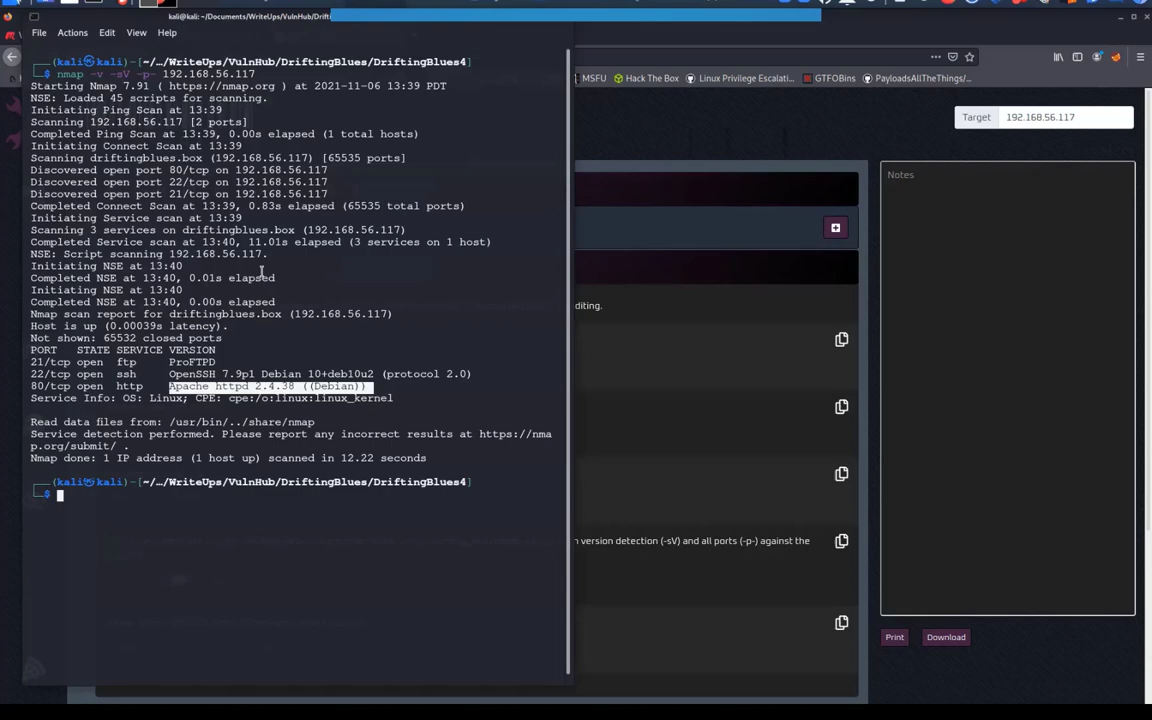 kali@kali: ~/Documents/WriteUps/VulnHub/Drifti
File Actions Edit View Help
(kali㉿kali)-[~/…/WriteUps/VulnHub/DriftingBlues/DriftingBlues4]
$ nmap -v -sV -p- 192.168.56.117
Starting Nmap 7.91 ( https://nmap.org ) at 2021-11-06 13:39 PDT
NSE: Loaded 45 scripts for scanning.
Initiating Ping Scan at 13:39
Scanning 192.168.56.117 [2 ports]
Completed Ping Scan at 13:39, 0.00s elapsed (1 total hosts)
Initiating Connect Scan at 13:39
Scanning driftingblues.box (192.168.56.117) [65535 ports]
Discovered open port 80/tcp on 192.168.56.117
Discovered open port 22/tcp on 192.168.56.117
Discovered open port 21/tcp on 192.168.56.117
Completed Connect Scan at 13:39, 0.83s elapsed (65535 total ports)
Initiating Service scan at 13:39
Scanning 3 services on driftingblues.box (192.168.56.117)
Completed Service scan at 13:40, 11.01s elapsed (3 services on 1 host)
NSE: Script scanning 192.168.56.117.
Initiating NSE at 13:40
Completed NSE at 13:40, 0.01s elapsed
Initiating NSE at 13:40
Completed NSE at 13:40, 0.00s elapsed
Nmap scan report for driftingblues.box (192.168.56.117)
Host is up (0.00039s latency).
Not shown: 65532 closed ports
PORT STATE SERVICE VERSION
21/tcp open ftp ProFTPD
22/tcp open ssh OpenSSH 7.9p1 Debian 10+deb10u2 (protocol 2.0)
80/tcp open http Apache httpd 2.4.38 ((Debian))
Service Info: OS: Linux; CPE: cpe:/o:linux:linux_kernel
Read data files from: /usr/bin/../share/nmap
Service detection performed. Please report any incorrect results at https://nma
p.org/submit/ .
Nmap done: 1 IP address (1 host up) scanned in 12.22 seconds
(kali㉿kali)-[~/…/WriteUps/VulnHub/DriftingBlues/DriftingBlues4]
$
MSFU Hack The Box Linux Privilege Escalati… GTFOBins PayloadsAllTheThings/…
Target 192.168.56.117
Notes
diting.
n version detection (-sV) and all ports (-p-) against the
Print Download